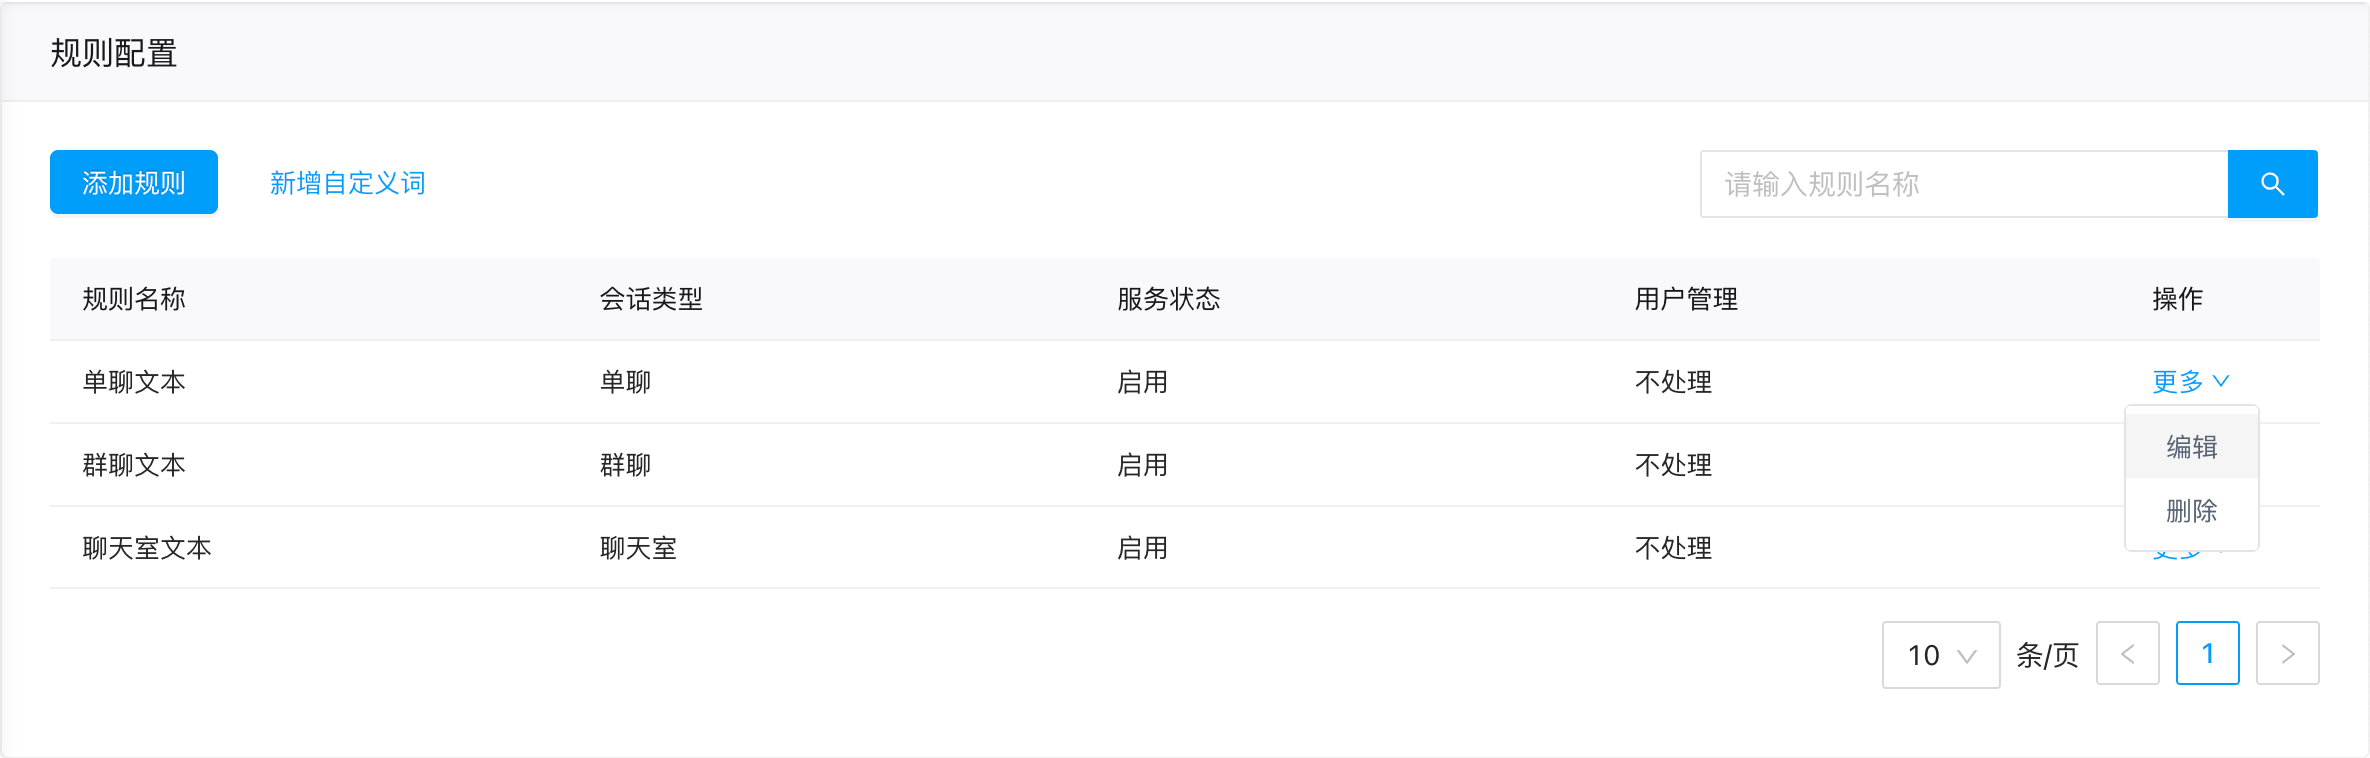 规则配置
添加规则 新增自定义词 请输入规则名称
规则名称 会话类型 服务状态 用户管理 操作
单聊文本 单聊 启用 不处理 更多
编辑
群聊文本 群聊 启用 不处理
删除
聊天室文本 聊天室 启用 不处理
10 条/页 1